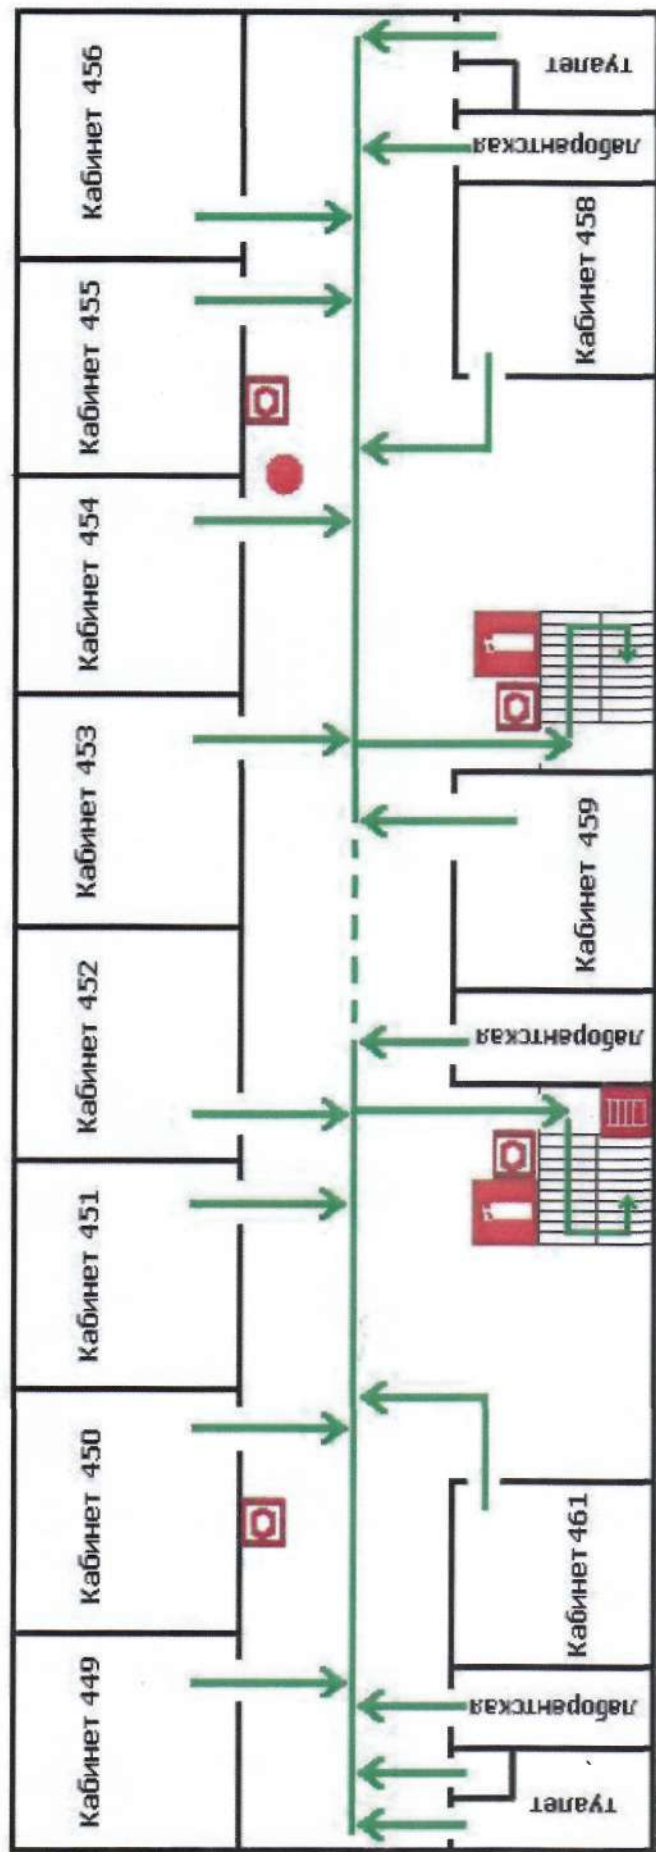 Кабинет 449
Кабинет 450
Кабинет 451
Кабинет 452
Кабинет 453
Кабинет 454
Кабинет 455
Кабинет 456
туалет
лаборантская
Кабинет 461
лаборантская
Кабинет 459
Кабинет 458
лаборантская
туалет